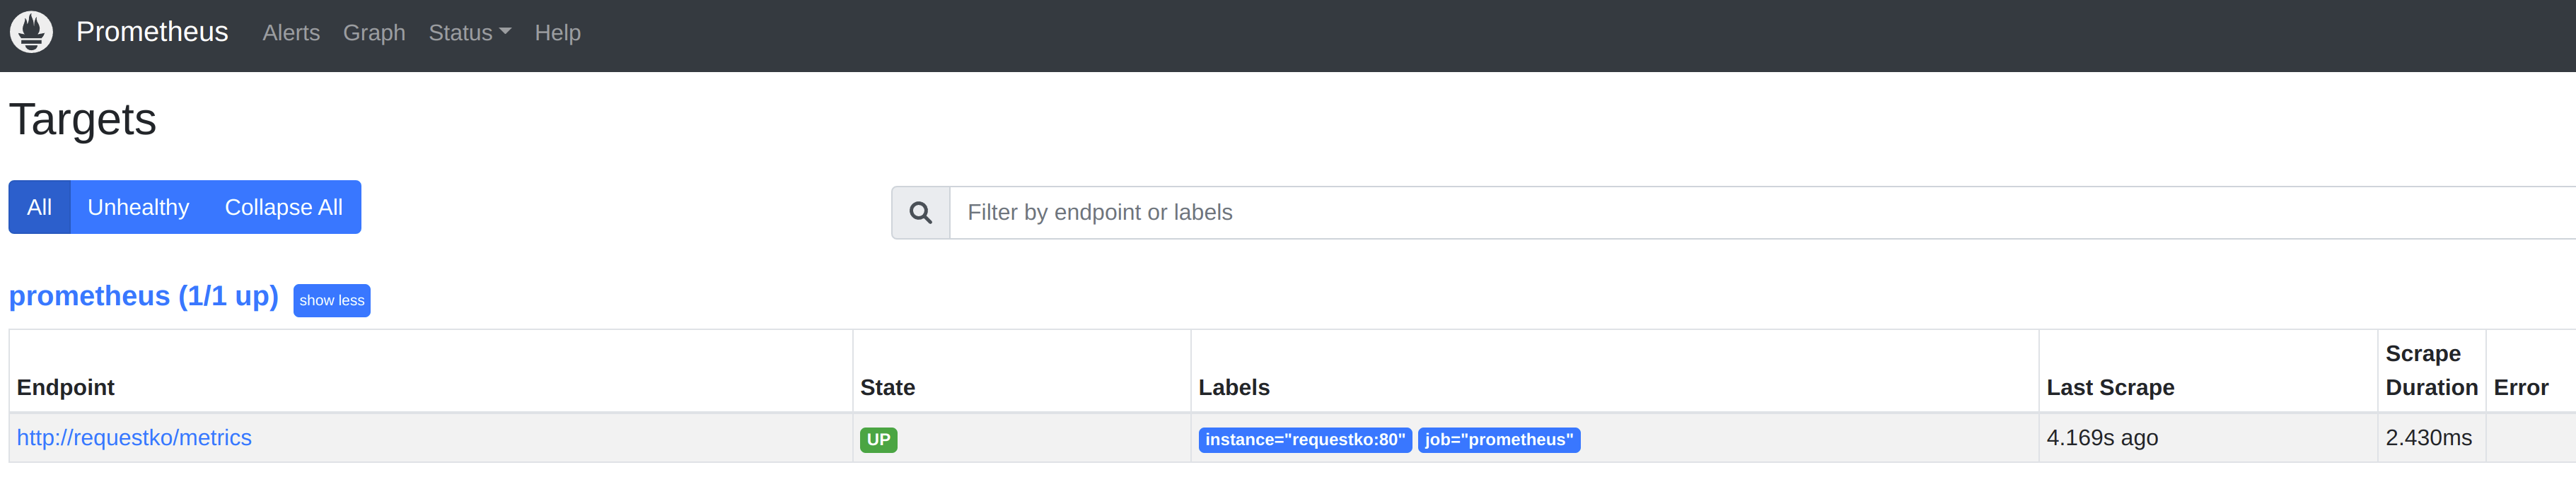 Prometheus Alerts Graph Status Help
Targets
All Unhealthy Collapse All
Filter by endpoint or labels
prometheus (1/1 up) show less
Endpoint State Labels Last Scrape Scrape Duration Error
http://requestko/metrics UP instance="requestko:80" job="prometheus" 4.169s ago 2.430ms